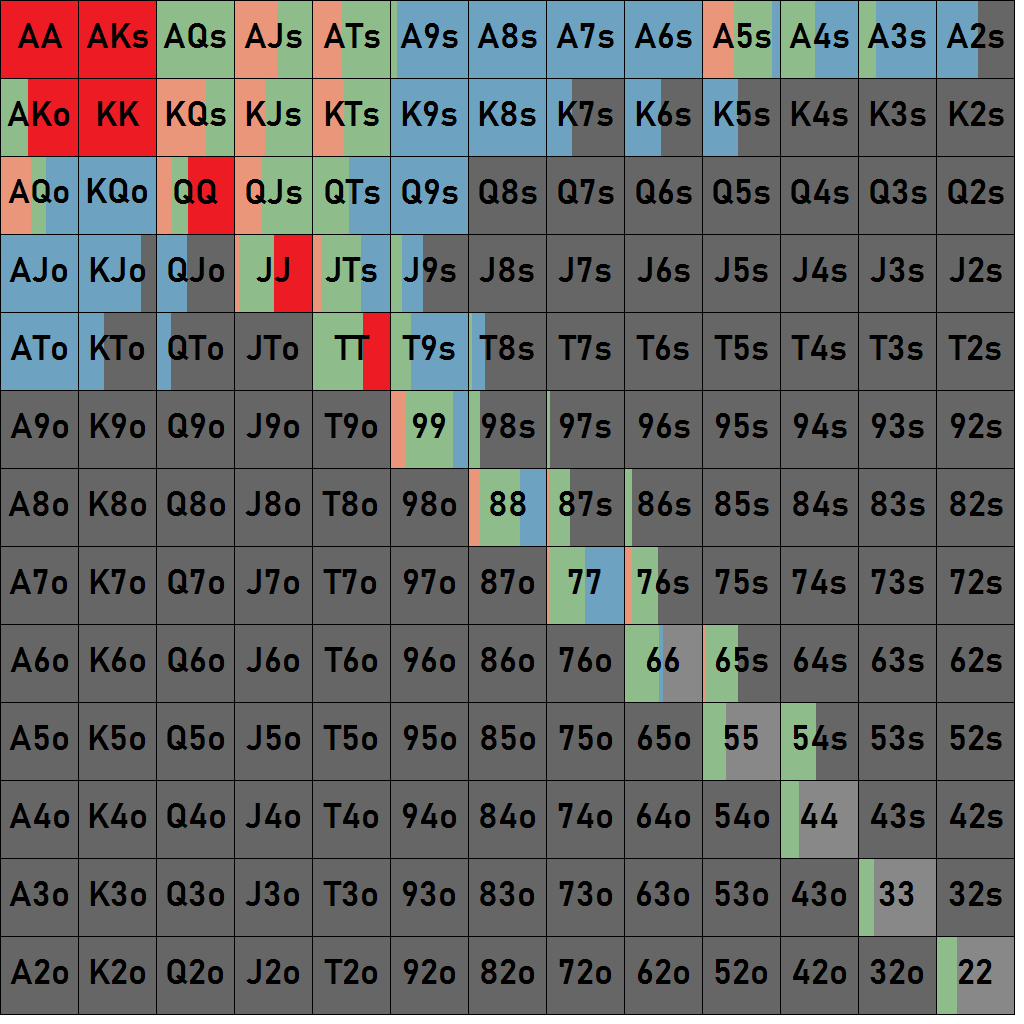 AA AKs AQs AJs ATs A9s A8s A7s A6s A5s A4s A3s A2s
AKo KK KQs KJs KTs K9s K8s K7s K6s K5s K4s K3s K2s
AQo KQo QQ QJs QTs Q9s Q8s Q7s Q6s Q5s Q4s Q3s Q2s
AJo KJo QJo JJ JTs J9s J8s J7s J6s J5s J4s J3s J2s
ATo KTo QTo JTo TT T9s T8s T7s T6s T5s T4s T3s T2s
A9o K9o Q9o J9o T9o 99 98s 97s 96s 95s 94s 93s 92s
A8o K8o Q8o J8o T8o 98o 88 87s 86s 85s 84s 83s 82s
A7o K7o Q7o J7o T7o 97o 87o 77 76s 75s 74s 73s 72s
A6o K6o Q6o J6o T6o 96o 86o 76o 66 65s 64s 63s 62s
A5o K5o Q5o J5o T5o 95o 85o 75o 65o 55 54s 53s 52s
A4o K4o Q4o J4o T4o 94o 84o 74o 64o 54o 44 43s 42s
A3o K3o Q3o J3o T3o 93o 83o 73o 63o 53o 43o 33 32s
A2o K2o Q2o J2o T2o 92o 82o 72o 62o 52o 42o 32o 22